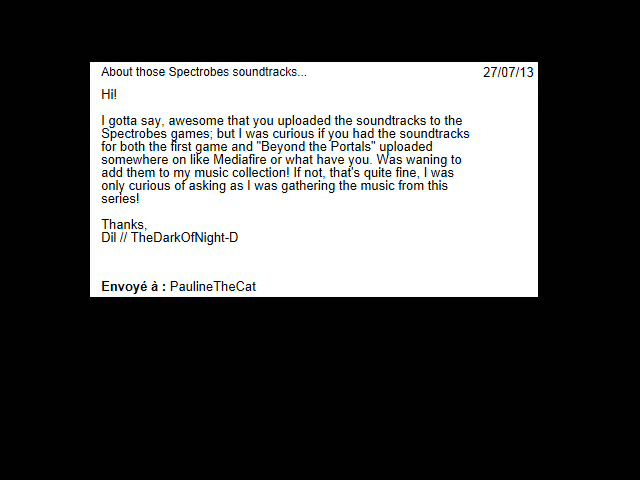 About those Spectrobes soundtracks... 27/07/13
Hi!
I gotta say, awesome that you uploaded the soundtracks to the
Spectrobes games; but I was curious if you had the soundtracks
for both the first game and "Beyond the Portals" uploaded
somewhere on like Mediafire or what have you. Was waning to
add them to my music collection! If not, that's quite fine, I was
only curious of asking as I was gathering the music from this
series!
Thanks,
Dil // TheDarkOfNight-D
Envoyé à : PaulineTheCat